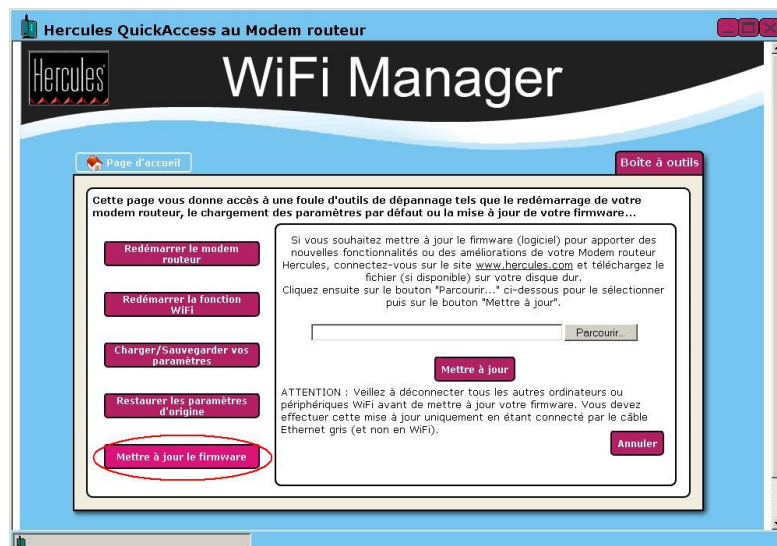 Hercules QuickAccess au Modem routeur
Hercules
WiFi Manager
Page d'accueil
Boîte à outils
Cette page vous donne accès à une foule d'outils de dépannage tels que le redémarrage de votre
modem routeur, le chargement des paramètres par défaut ou la mise à jour de votre firmware...
Redémarrer le modem
routeur
Redémarrer la fonction
WiFi
Charger/Sauvegarder vos
paramètres
Restaurer les paramètres
d'origine
Mettre à jour le firmware
Si vous souhaitez mettre à jour le firmware (logiciel) pour apporter des
nouvelles fonctionnalités ou des améliorations de votre Modem routeur
Hercules, connectez-vous sur le site www.hercules.com et téléchargez le
fichier (si disponible) sur votre disque dur.
Cliquez ensuite sur le bouton "Parcourir..." ci-dessous pour le sélectionner
puis sur le bouton "Mettre à jour".
Parcourir...
Mettre à jour
ATTENTION : Veillez à déconnecter tous les autres ordinateurs ou
périphériques WiFi avant de mettre à jour votre firmware. Vous devez
effectuer cette mise à jour uniquement en étant connecté par le câble
Ethernet gris (et non en WiFi).
Annuler